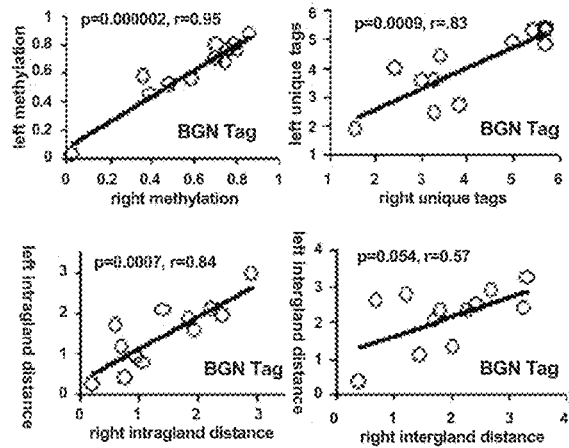 p=0.000002, r=0.95
left methylation
1
0.8
0.6
0.4
0.2
0
BGN Tag
0 0.2 0.4 0.6 0.8 1
right methylation
p=0.0009, r=.83
left unique tags
6
5
4
3
2
1
BGN Tag
1 2 3 4 5 6
right unique tags
p=0.0007, r=0.84
left intragland distance
3
2
1
0
BGN Tag
0 1 2 3
right intragland distance
p=0.054, r=0.57
left intergland distance
4
3
2
1
0
BGN Tag
0 1 2 3 4
right intergland distance